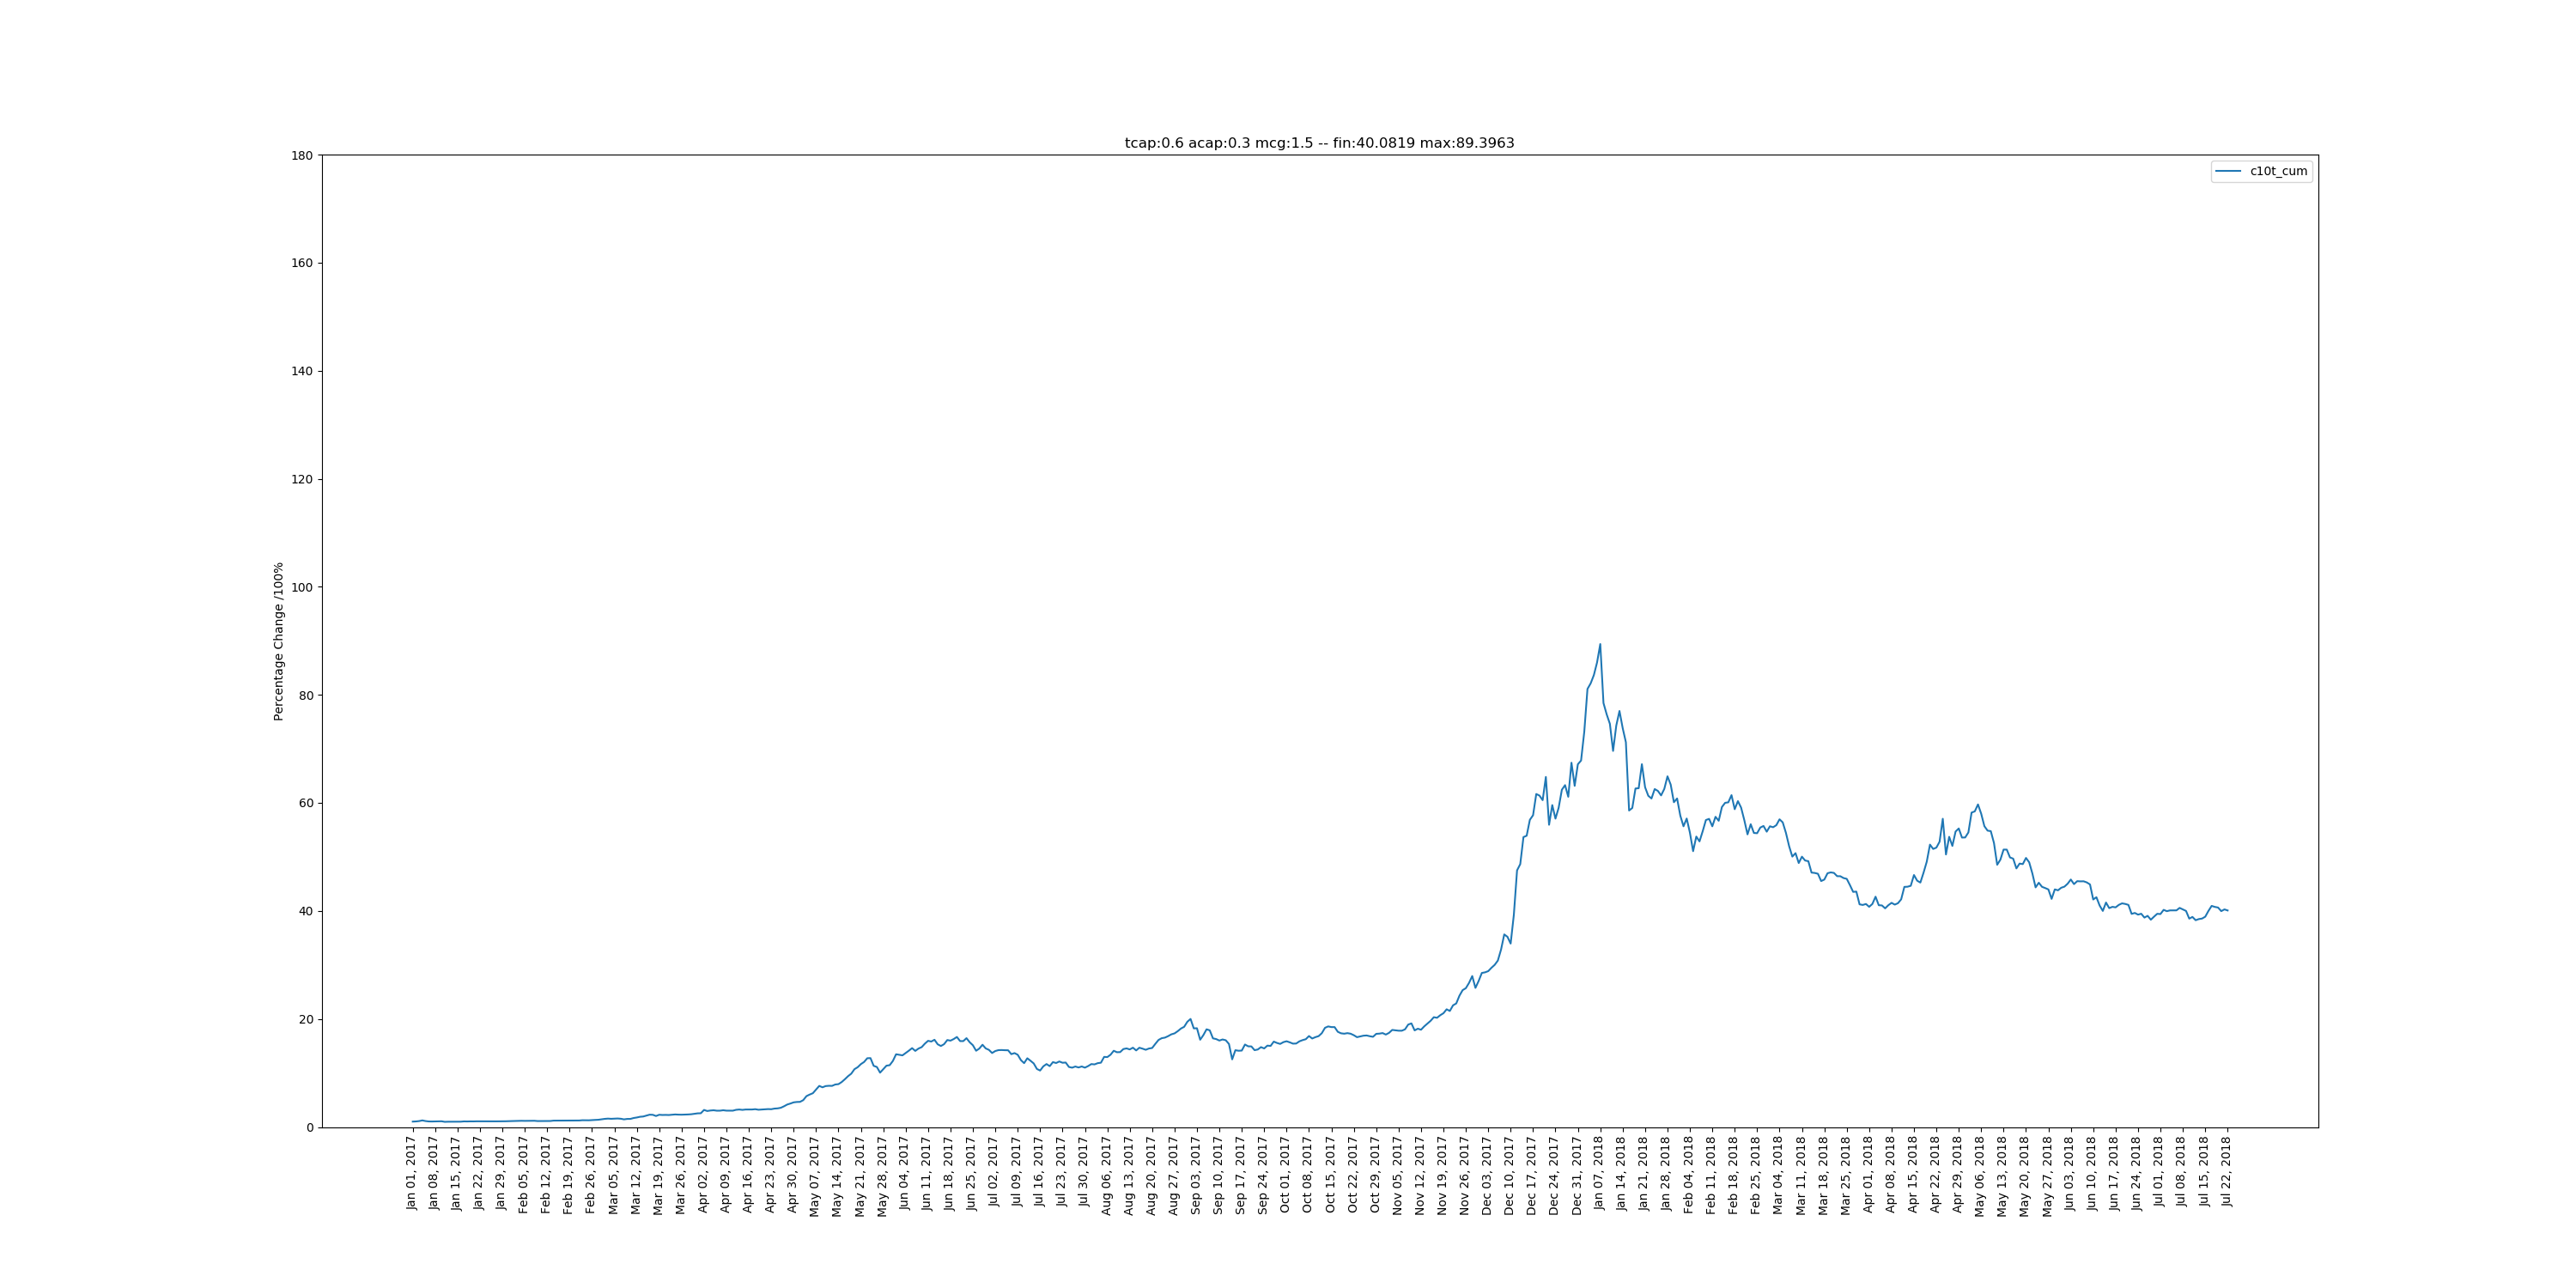 tcap:0.6 acap:0.3 mcg:1.5 -- fin:40.0819 max:89.3963
c10t_cum
Percentage Change /100%
180
160
140
120
100
80
60
40
20
0
Jan 01, 2017
Jan 08, 2017
Jan 15, 2017
Jan 22, 2017
Jan 29, 2017
Feb 05, 2017
Feb 12, 2017
Feb 19, 2017
Feb 26, 2017
Mar 05, 2017
Mar 12, 2017
Mar 19, 2017
Mar 26, 2017
Apr 02, 2017
Apr 09, 2017
Apr 16, 2017
Apr 23, 2017
Apr 30, 2017
May 07, 2017
May 14, 2017
May 21, 2017
May 28, 2017
Jun 04, 2017
Jun 11, 2017
Jun 18, 2017
Jun 25, 2017
Jul 02, 2017
Jul 09, 2017
Jul 16, 2017
Jul 23, 2017
Jul 30, 2017
Aug 06, 2017
Aug 13, 2017
Aug 20, 2017
Aug 27, 2017
Sep 03, 2017
Sep 10, 2017
Sep 17, 2017
Sep 24, 2017
Oct 01, 2017
Oct 08, 2017
Oct 15, 2017
Oct 22, 2017
Oct 29, 2017
Nov 05, 2017
Nov 12, 2017
Nov 19, 2017
Nov 26, 2017
Dec 03, 2017
Dec 10, 2017
Dec 17, 2017
Dec 24, 2017
Dec 31, 2017
Jan 07, 2018
Jan 14, 2018
Jan 21, 2018
Jan 28, 2018
Feb 04, 2018
Feb 11, 2018
Feb 18, 2018
Feb 25, 2018
Mar 04, 2018
Mar 11, 2018
Mar 18, 2018
Mar 25, 2018
Apr 01, 2018
Apr 08, 2018
Apr 15, 2018
Apr 22, 2018
Apr 29, 2018
May 06, 2018
May 13, 2018
May 20, 2018
May 27, 2018
Jun 03, 2018
Jun 10, 2018
Jun 17, 2018
Jun 24, 2018
Jul 01, 2018
Jul 08, 2018
Jul 15, 2018
Jul 22, 2018